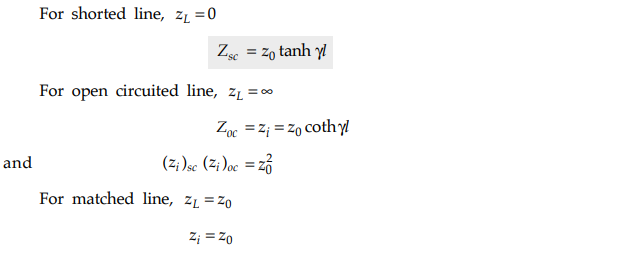 For shorted line, z_L = 0
Z_sc = z_0 tanh γl
For open circuited line, z_L = ∞
Z_oc = z_i = z_0 coth γl
and (z_i)_sc (z_i)_oc = z_0^2
For matched line, z_L = z_0
z_i = z_0